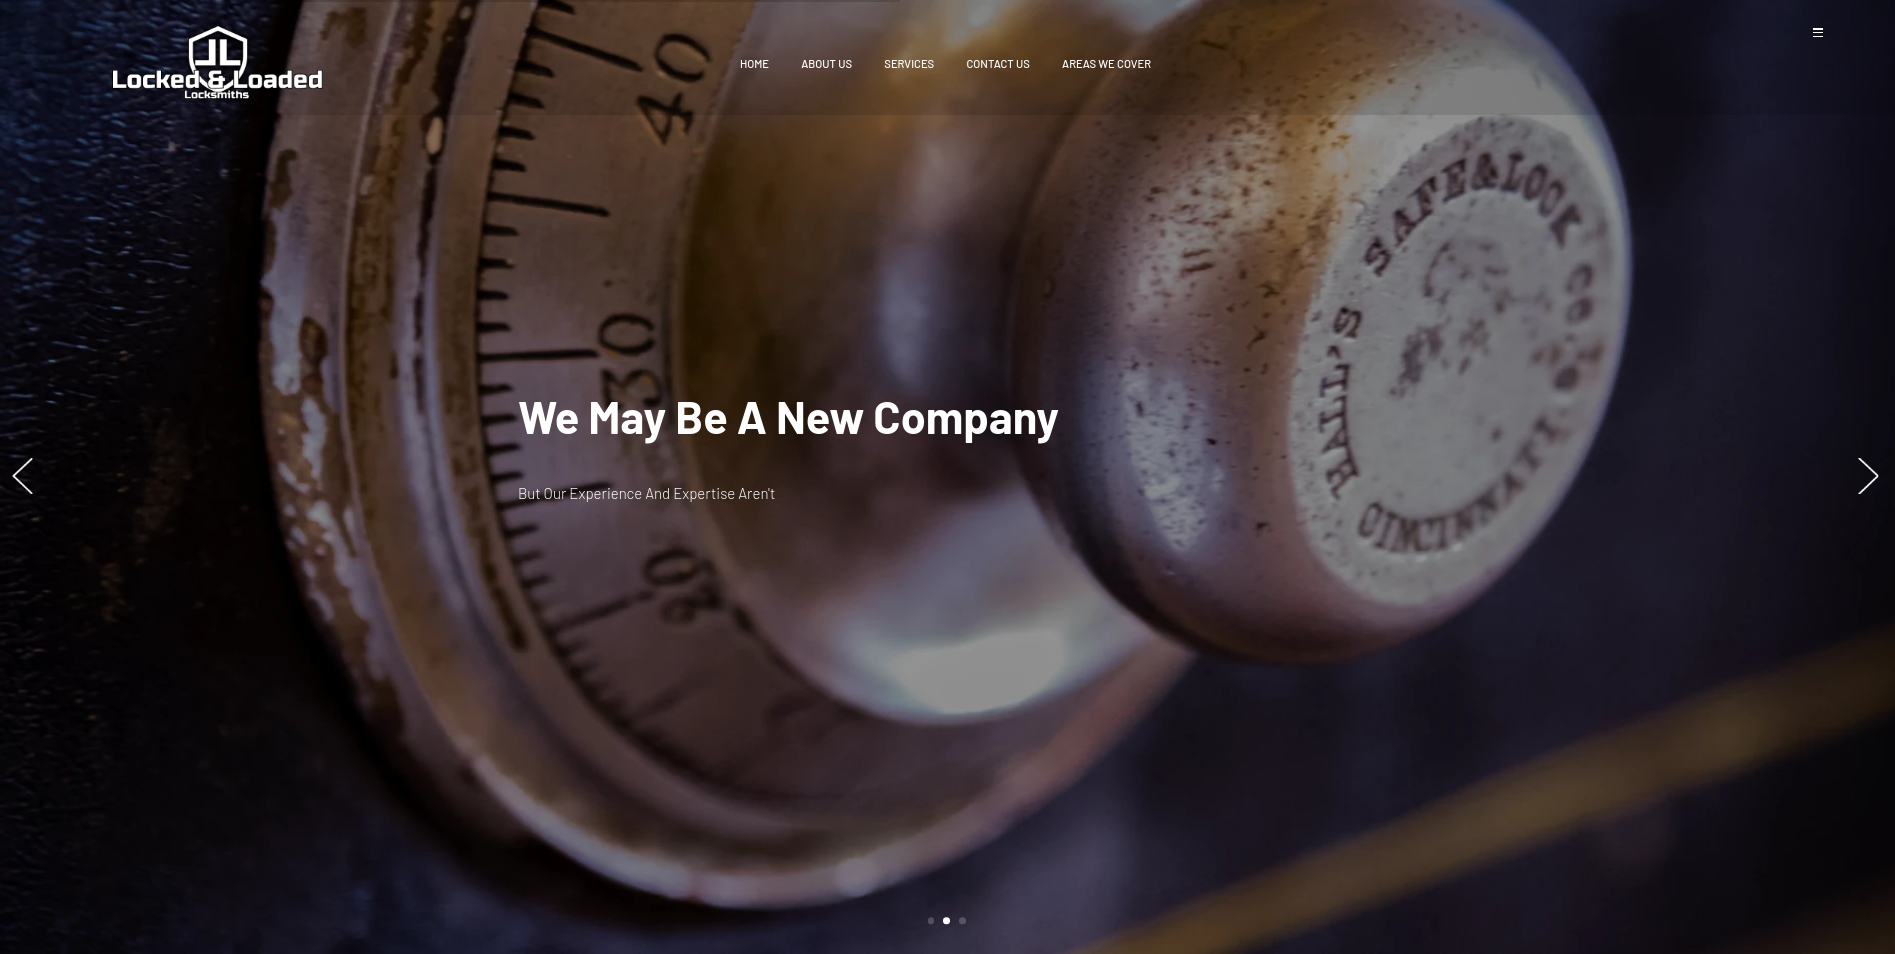 Locked & Loaded
Locksmiths
HOME
ABOUT US
SERVICES
CONTACT US
AREAS WE COVER
40
30
20
HALL'S SAFE & LOCK CO
CINCINNATI O
We May Be A New Company
But Our Experience And Expertise Aren't